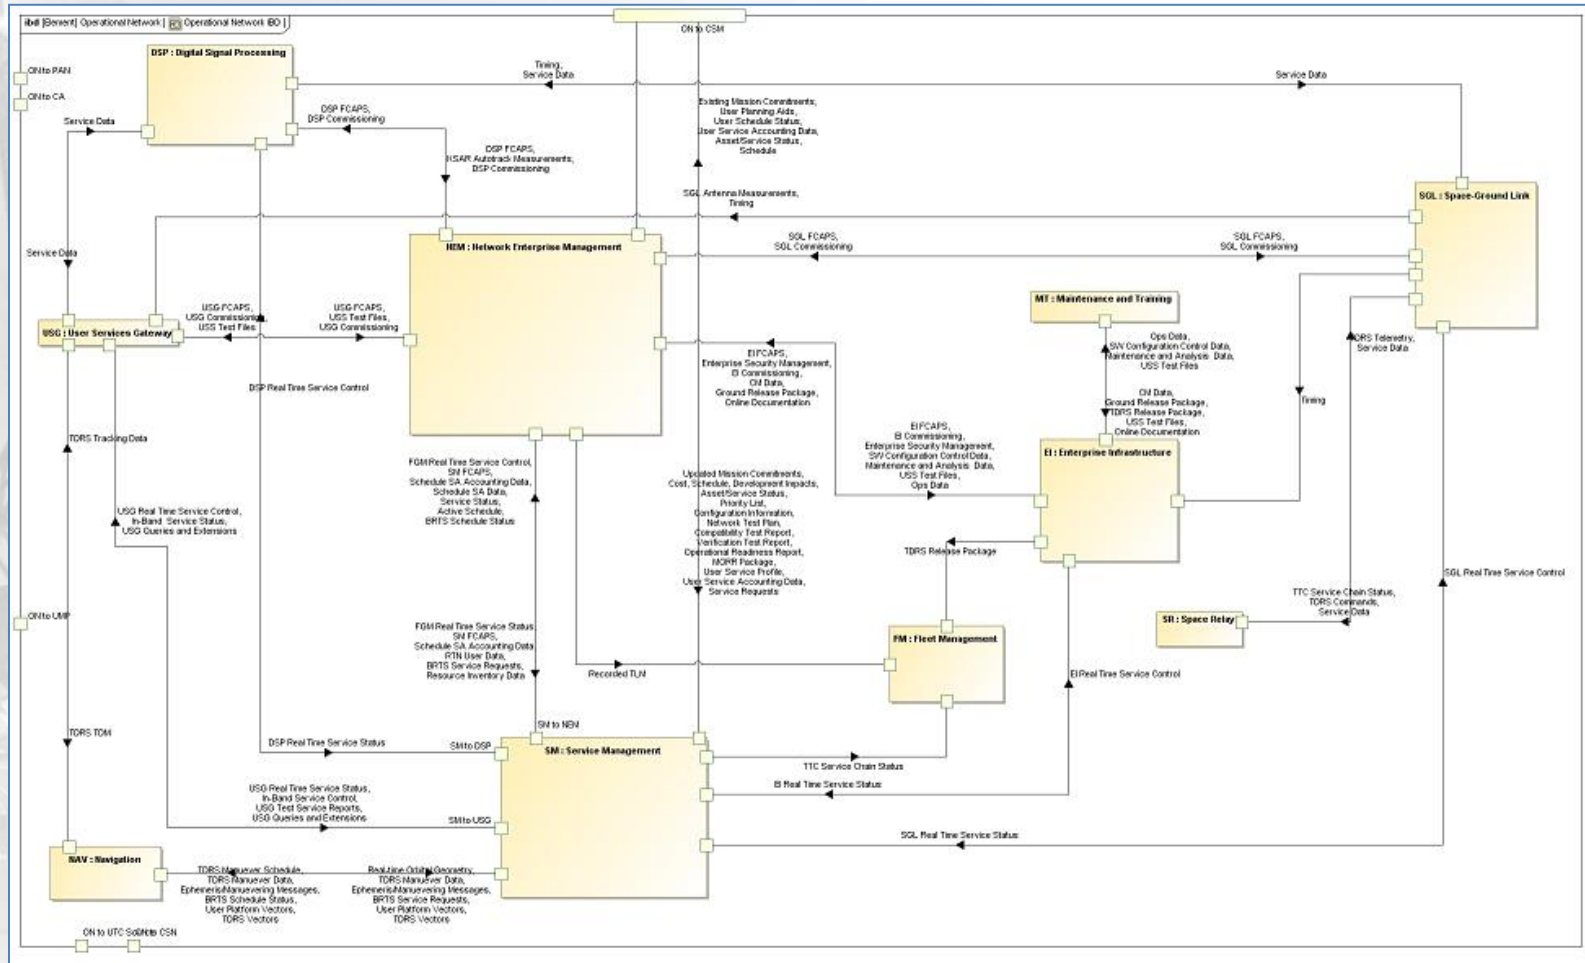 ibd [Element] Operational Network [ Operational Network IBD ]
ON to CSM
DSP : Digital Signal Processing
ON to PAN
ON to CA
Timing,
Service Data
Service Data
Service Data
DSP FCAPS,
DSP Commissioning
Existing Mission Commitments,
User Planning Aids,
User Schedule Status,
User Service Accounting Data,
Asset/Service Status,
Schedule
DSP FCAPS,
KSAR Autotrack Measurements,
DSP Commissioning
SGL Antenna Measurements,
Timing
SGL : Space-Ground Link
NEM : Network Enterprise Management
SGL FCAPS,
SGL Commissioning
SGL FCAPS,
SGL Commissioning
Service Data
MT : Maintenance and Training
USG FCAPS,
USG Commissioning,
USS Test Files
USG FCAPS,
USS Test Files,
USG Commissioning
USG : User Services Gateway
Ops Data,
SW Configuration Control Data,
Maintenance and Analysis Data,
USS Test Files
TDRS Telemetry,
Service Data
EI FCAPS,
Enterprise Security Management,
EI Commissioning,
CM Data,
Ground Release Package,
Online Documentation
DSP Real Time Service Control
CM Data,
Ground Release Package,
TDRS Release Package,
USS Test Files,
Online Documentation
Timing
TDRS Tracking Data
EI FCAPS,
EI Commissioning,
Enterprise Security Management,
SW Configuration Control Data,
Maintenance and Analysis Data,
USS Test Files,
Ops Data
EI : Enterprise Infrastructure
FGM Real Time Service Control,
SM FCAPS,
Schedule SA Accounting Data,
Schedule SA Data,
Service Status,
Active Schedule,
BRTS Schedule Status
Updated Mission Commitments,
Cost, Schedule, Development Impacts,
Asset/Service Status,
Priority List,
Configuration Information,
Network Test Plan,
Compatibility Test Report,
Verification Test Report,
Operational Readiness Report,
MORR Package,
User Service Profile,
User Service Accounting Data,
Service Requests
USG Real Time Service Control,
In-Band Service Status,
USG Queries and Extensions
TDRS Release Package
SGL Real Time Service Control
TTC Service Chain Status,
TDRS Commands,
Service Data
ON to UMP
SR : Space Relay
FGM Real Time Service Status
SM FCAPS,
Schedule SA Accounting Data
RTN User Data,
BRTS Service Requests,
Resource Inventory Data
FM : Fleet Management
Recorded TLM
EI Real Time Service Control
SM to NEM
TDRS TDM
DSP Real Time Service Status
SM to DSP
SM : Service Management
TTC Service Chain Status
EI Real Time Service Status
USG Real Time Service Status,
In-Band Service Control,
USG Test Service Reports,
USG Queries and Extensions
SM to USG
SGL Real Time Service Status
NAV : Navigation
TDRS Manuever Schedule,
TDRS Manuever Data,
Ephemeris/Manuevering Messages,
BRTS Schedule Status,
User Platform Vectors,
TDRS Vectors
Real-time Orbital Geometry,
TDRS Manuever Data,
Ephemeris/Manuevering Messages,
BRTS Service Requests,
User Platform Vectors,
TDRS Vectors
ON to UTC
CSN